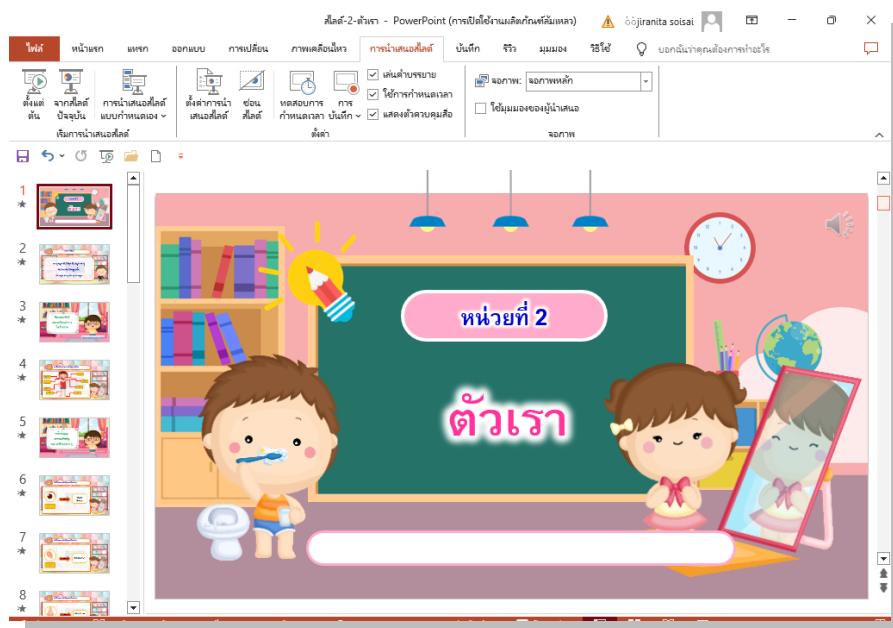 สไลด์-2-ตัวเรา - PowerPoint (การเปิดใช้งานผลิตภัณฑ์ล้มเหลว)
jiranita soisai
ไฟล์ หน้าแรก แทรก ออกแบบ การเปลี่ยน ภาพเคลื่อนไหว การนำเสนอสไลด์ บันทึก รีวิว มุมมอง วิธีใช้ บอกฉันว่าคุณต้องการทำอะไร
ตั้งแต่ต้น
จากสไลด์ปัจจุบัน
การนำเสนอสไลด์แบบกำหนดเอง
ตั้งค่าการนำเสนอสไลด์
ซ่อนสไลด์
ทดสอบการกำหนดเวลา
การบันทึก
เล่นคำบรรยาย
ใช้การกำหนดเวลา
แสดงตัวควบคุมสื่อ
จอภาพ: จอภาพหลัก
ใช้มุมมองของผู้นำเสนอ
เริ่มการนำเสนอสไลด์
ตั้งค่า
จอภาพ
1
2
3
4
5
6
7
8
หน่วยที่ 2
ตัวเรา